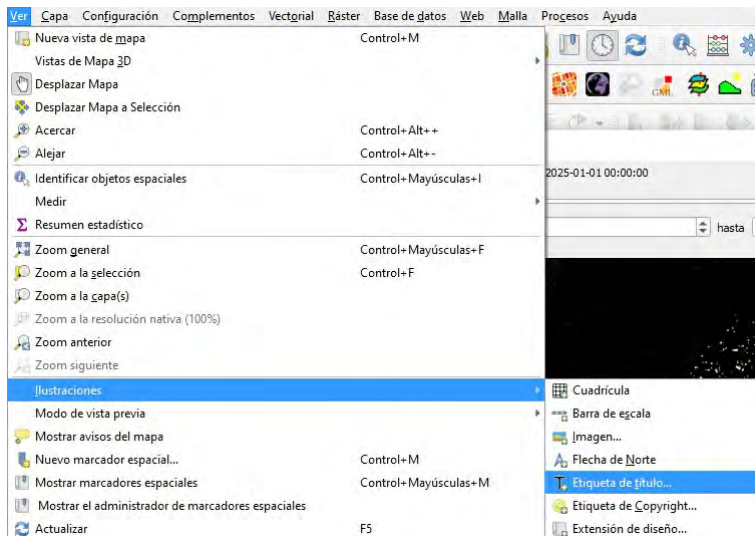 Ver Capa Configuración Complementos Vectorial Ráster Base de datos Web Malla Procesos Ayuda
Nueva vista de mapa Control+M
Vistas de Mapa 3D
Desplazar Mapa
Desplazar Mapa a Selección
Acercar Control+Alt++
Alejar Control+Alt+-
Identificar objetos espaciales Control+Mayúsculas+I
Medir
Resumen estadístico
Zoom general Control+Mayúsculas+F
Zoom a la selección Control+F
Zoom a la capa(s)
Zoom a la resolución nativa (100%)
Zoom anterior
Zoom siguiente
Ilustraciones
Modo de vista previa
Mostrar avisos del mapa
Nuevo marcador espacial... Control+M
Mostrar marcadores espaciales Control+Mayúsculas+M
Mostrar el administrador de marcadores espaciales
Actualizar F5
GML
2025-01-01 00:00:00
hasta
Cuadrícula
Barra de escala
Imagen...
Flecha de Norte
Etiqueta de título...
Etiqueta de Copyright...
Extensión de diseño...